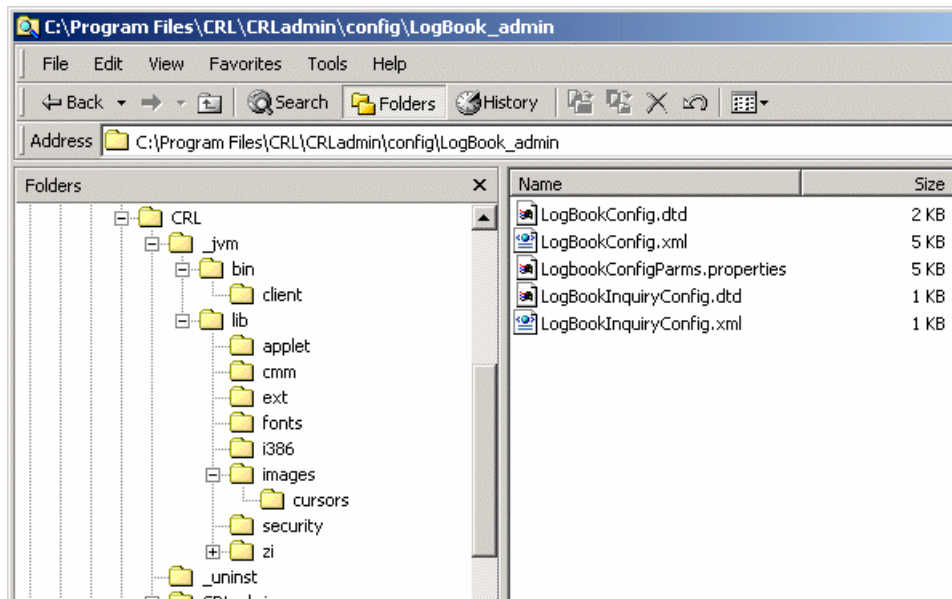 C:\Program Files\CRL\CRLadmin\config\LogBook_admin
File Edit View Favorites Tools Help
Back Search Folders History
Address C:\Program Files\CRL\CRLadmin\config\LogBook_admin
Folders
CRL
_jvm
bin
client
lib
applet
cmm
ext
fonts
i386
images
cursors
security
zi
_uninst
Name Size
LogBookConfig.dtd 2 KB
LogBookConfig.xml 5 KB
LogbookConfigParms.properties 5 KB
LogBookInquiryConfig.dtd 1 KB
LogBookInquiryConfig.xml 1 KB